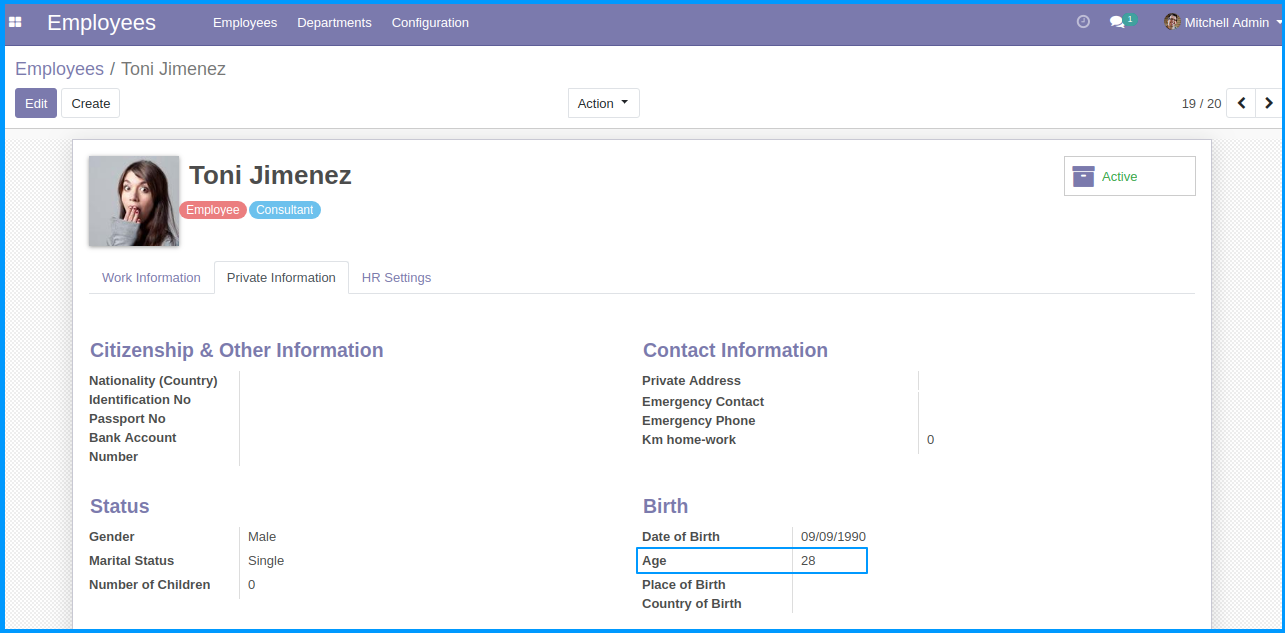 Employees Employees Departments Configuration 1 Mitchell Admin
Employees / Toni Jimenez
Edit Create Action 19 / 20
Toni Jimenez
Active
Employee Consultant
Work Information Private Information HR Settings
Citizenship & Other Information
Nationality (Country)
Identification No
Passport No
Bank Account
Number
Contact Information
Private Address
Emergency Contact
Emergency Phone
Km home-work 0
Status
Gender Male
Marital Status Single
Number of Children 0
Birth
Date of Birth 09/09/1990
Age 28
Place of Birth
Country of Birth